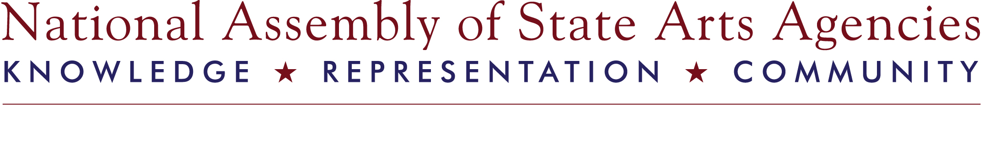 National Assembly of State Arts Agencies
KNOWLEDGE ★ REPRESENTATION ★ COMMUNITY